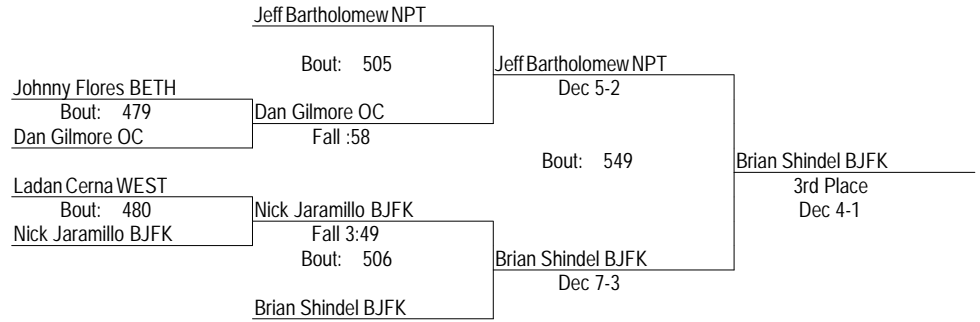 Jeff Bartholomew NPT
Bout: 505
Jeff Bartholomew NPT
Dec 5-2
Johnny Flores BETH
Bout: 479
Dan Gilmore OC
Fall :58
Dan Gilmore OC
Bout: 549
Brian Shindel BJFK
3rd Place
Dec 4-1
Ladan Cerna WEST
Bout: 480
Nick Jaramillo BJFK
Nick Jaramillo BJFK
Fall 3:49
Bout: 506
Brian Shindel BJFK
Dec 7-3
Brian Shindel BJFK